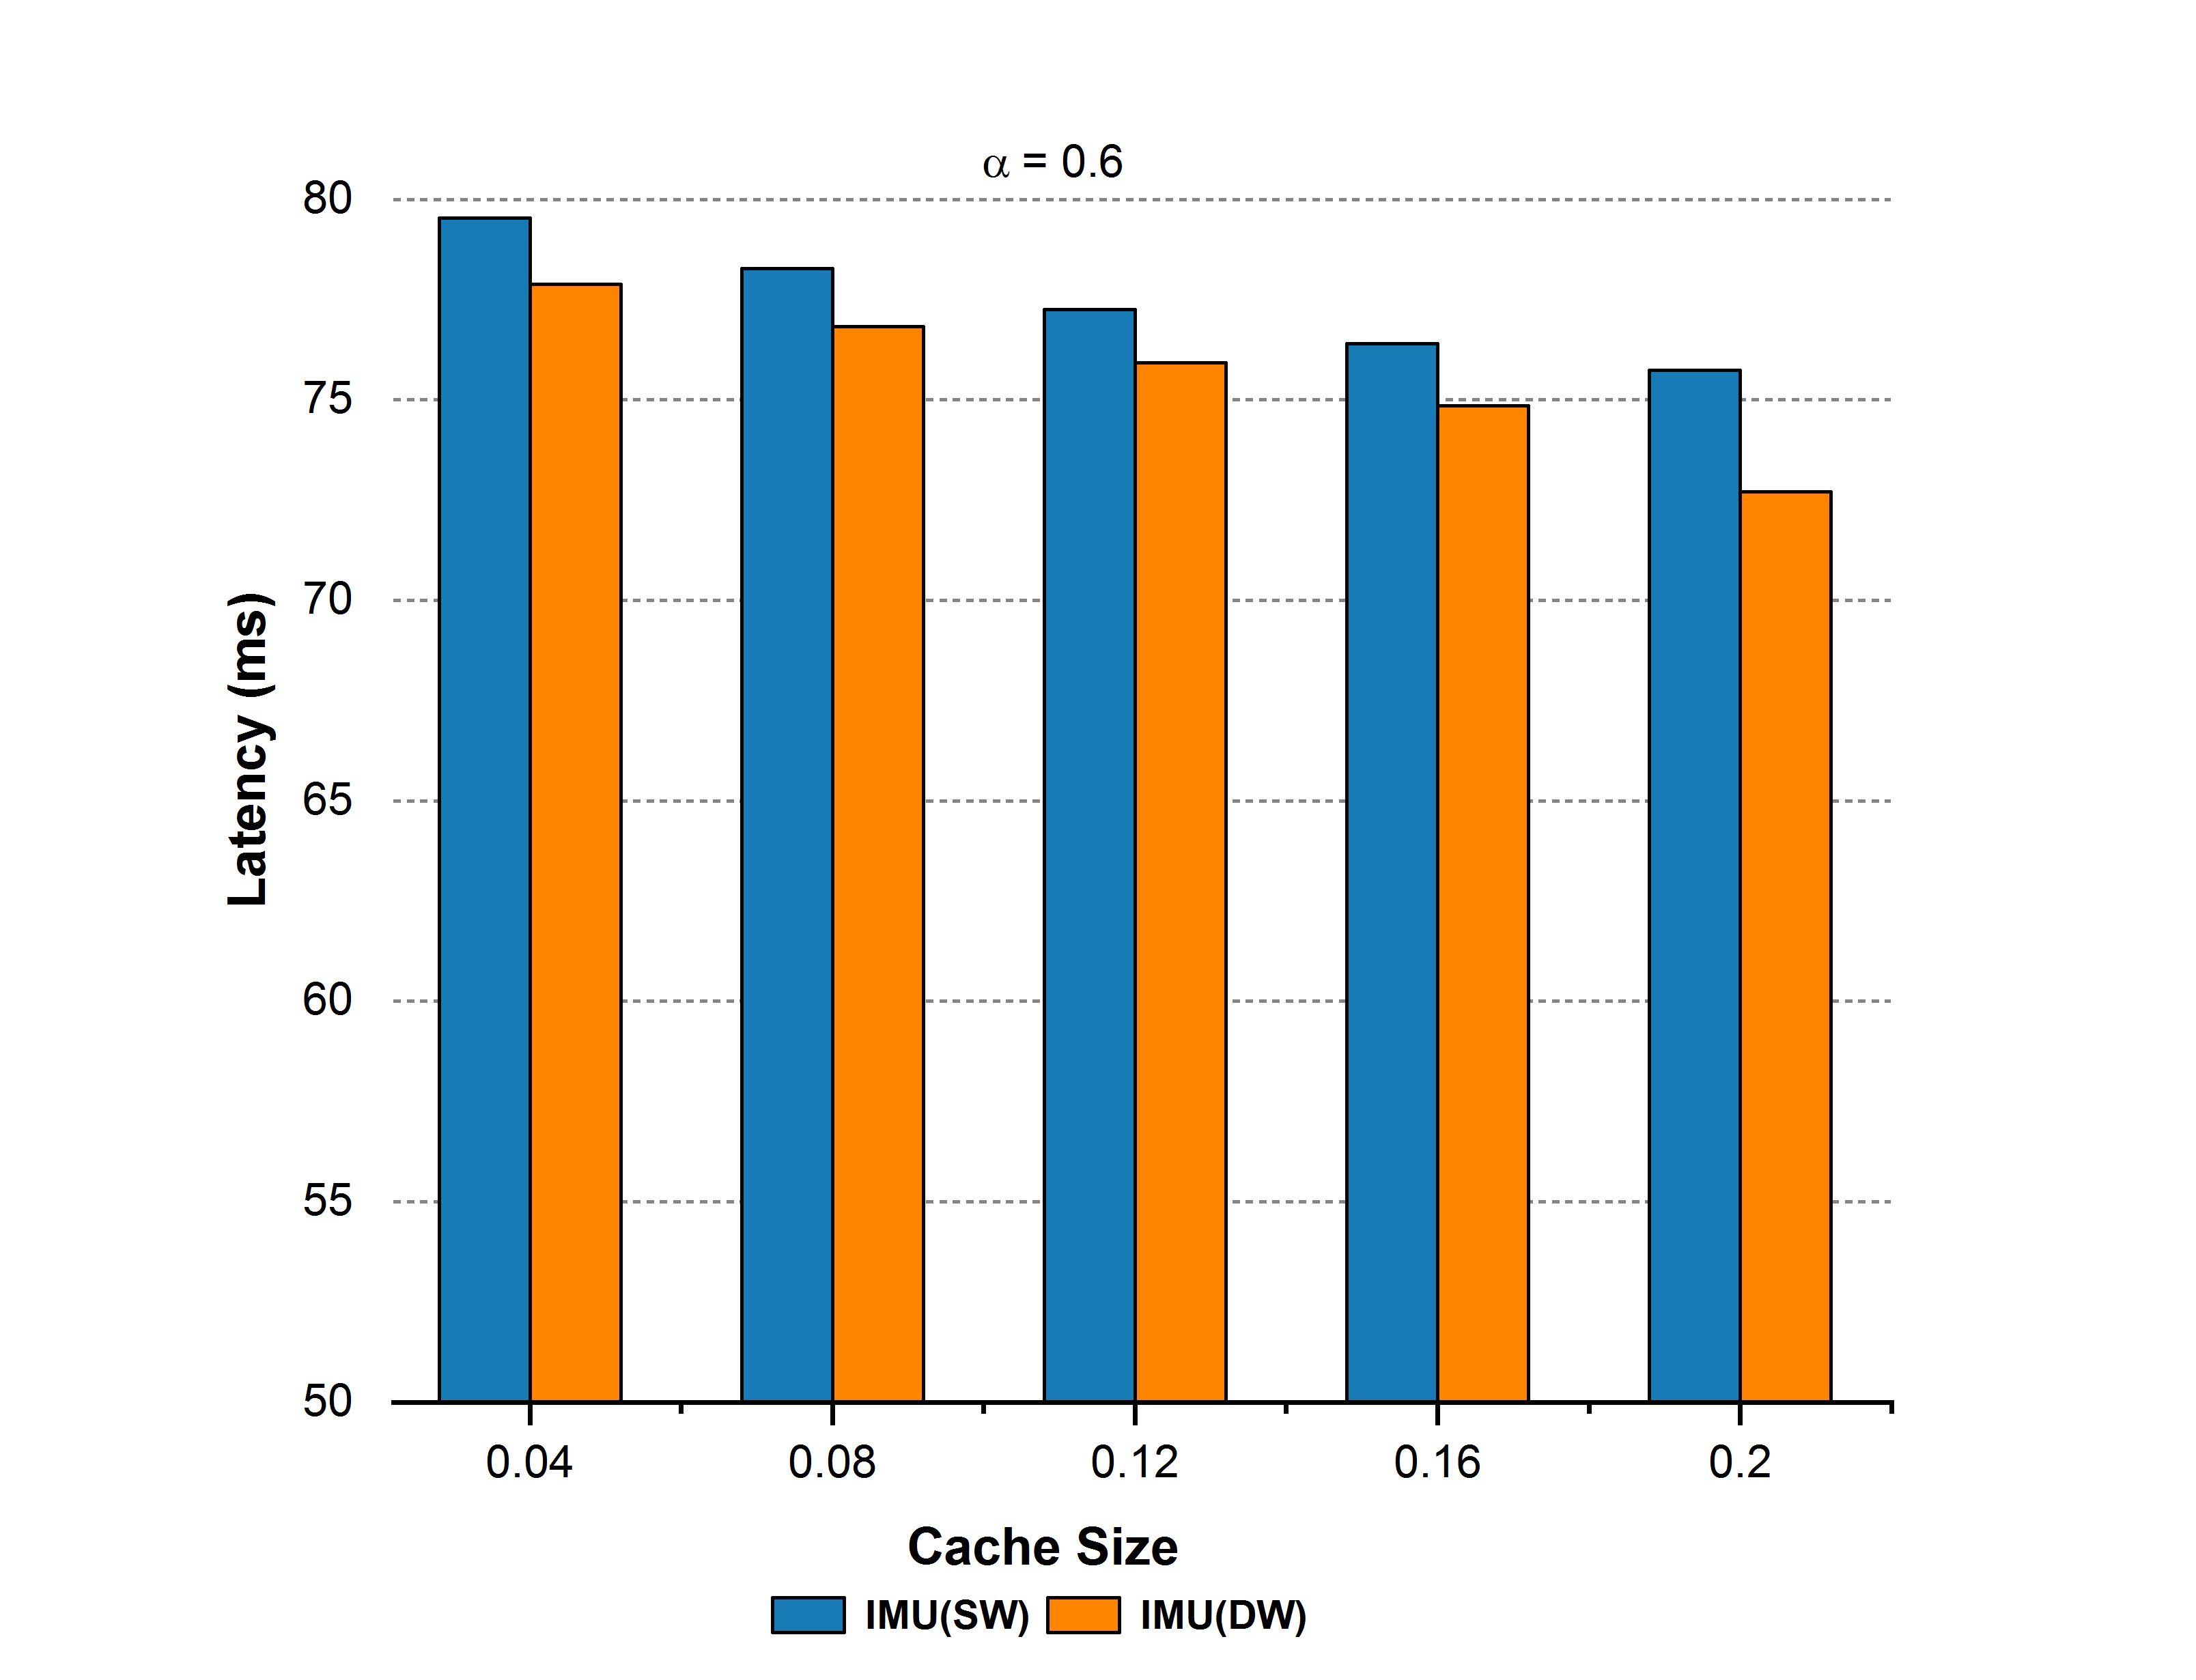 α = 0.6
80
75
70
65
60
55
50
Latency (ms)
0.04 0.08 0.12 0.16 0.2
Cache Size
IMU(SW) IMU(DW)